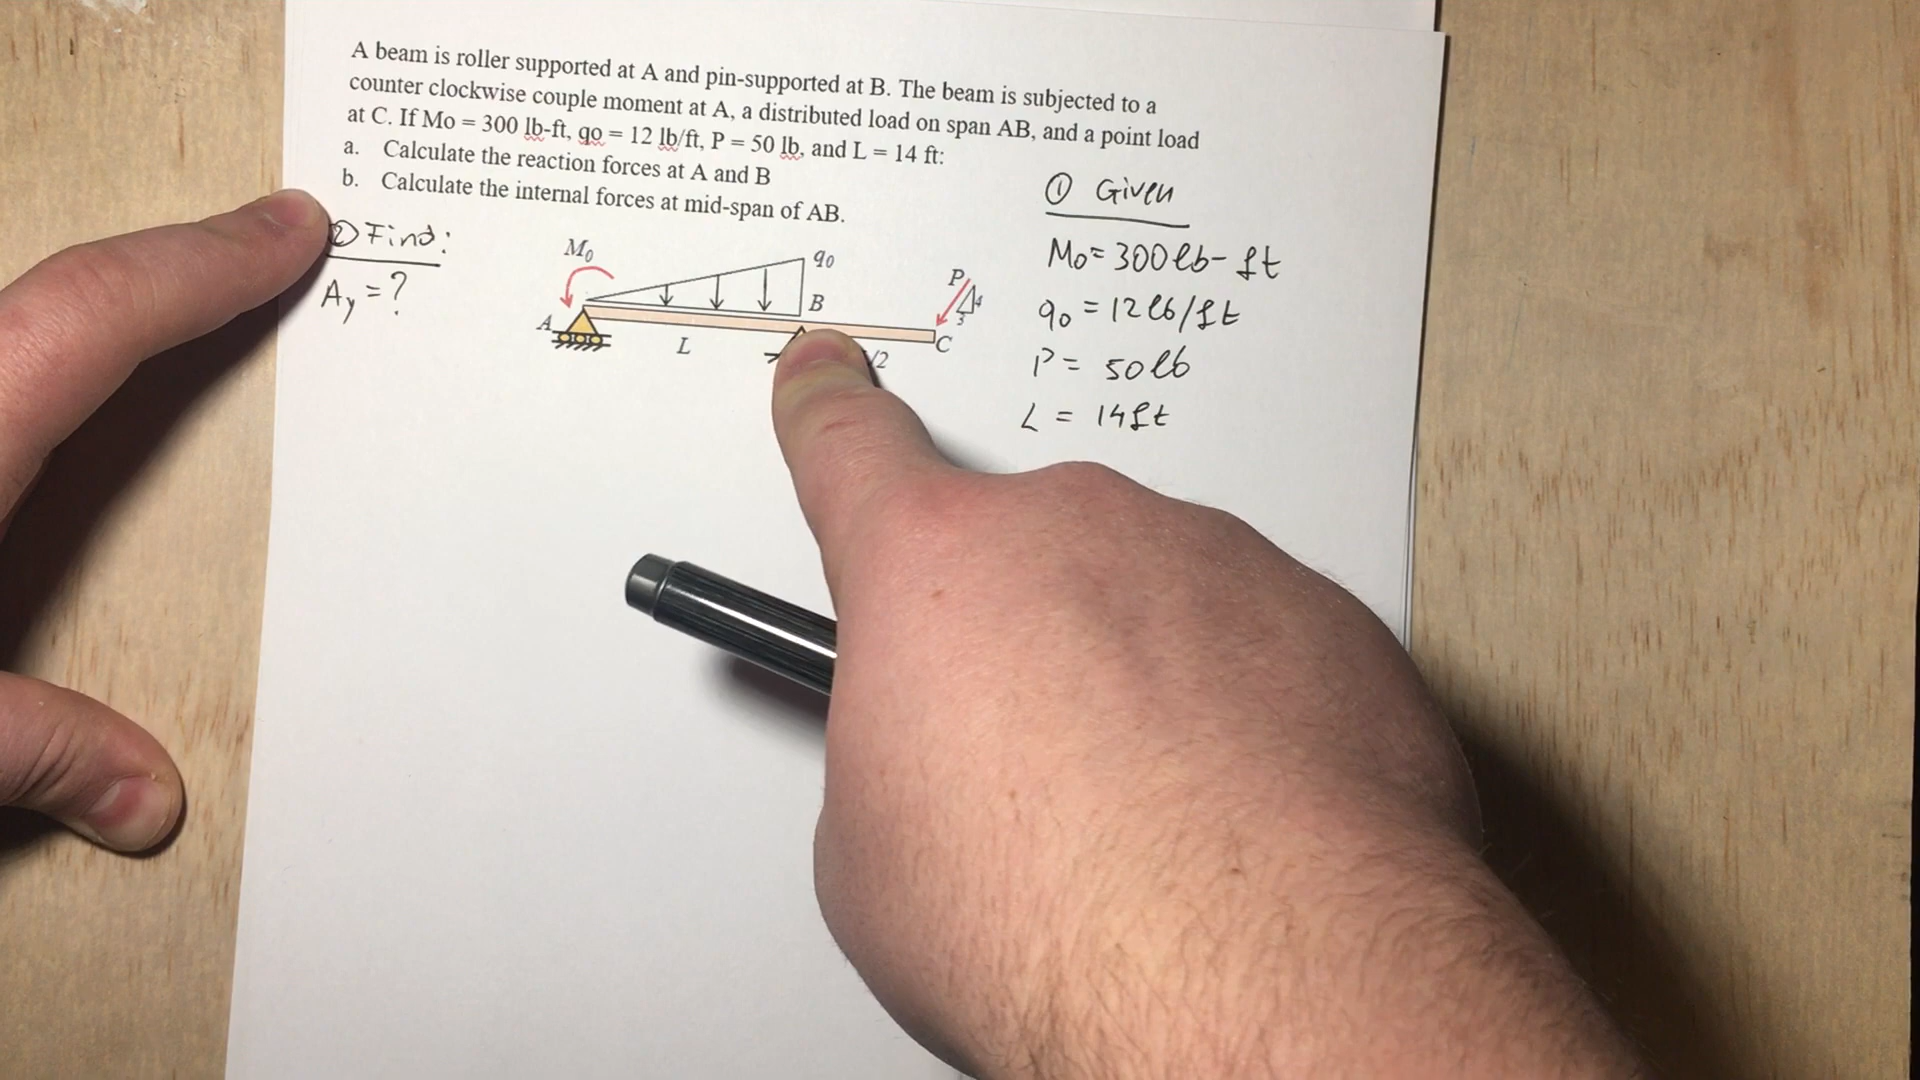 A beam is roller supported at A and pin-supported at B. The beam is subjected to a
counter clockwise couple moment at A, a distributed load on span AB, and a point load
at C. If Mo = 300 lb-ft, qo = 12 lb/ft, P = 50 lb, and L = 14 ft:
a. Calculate the reaction forces at A and B
b. Calculate the internal forces at mid-span of AB.
① Given
Mo = 300 lb-ft
qo = 12 lb/ft
P = 50 lb
L = 14 ft
② Find:
Ay = ?
M0
q0
B
P
4
3
A
L
/2
C